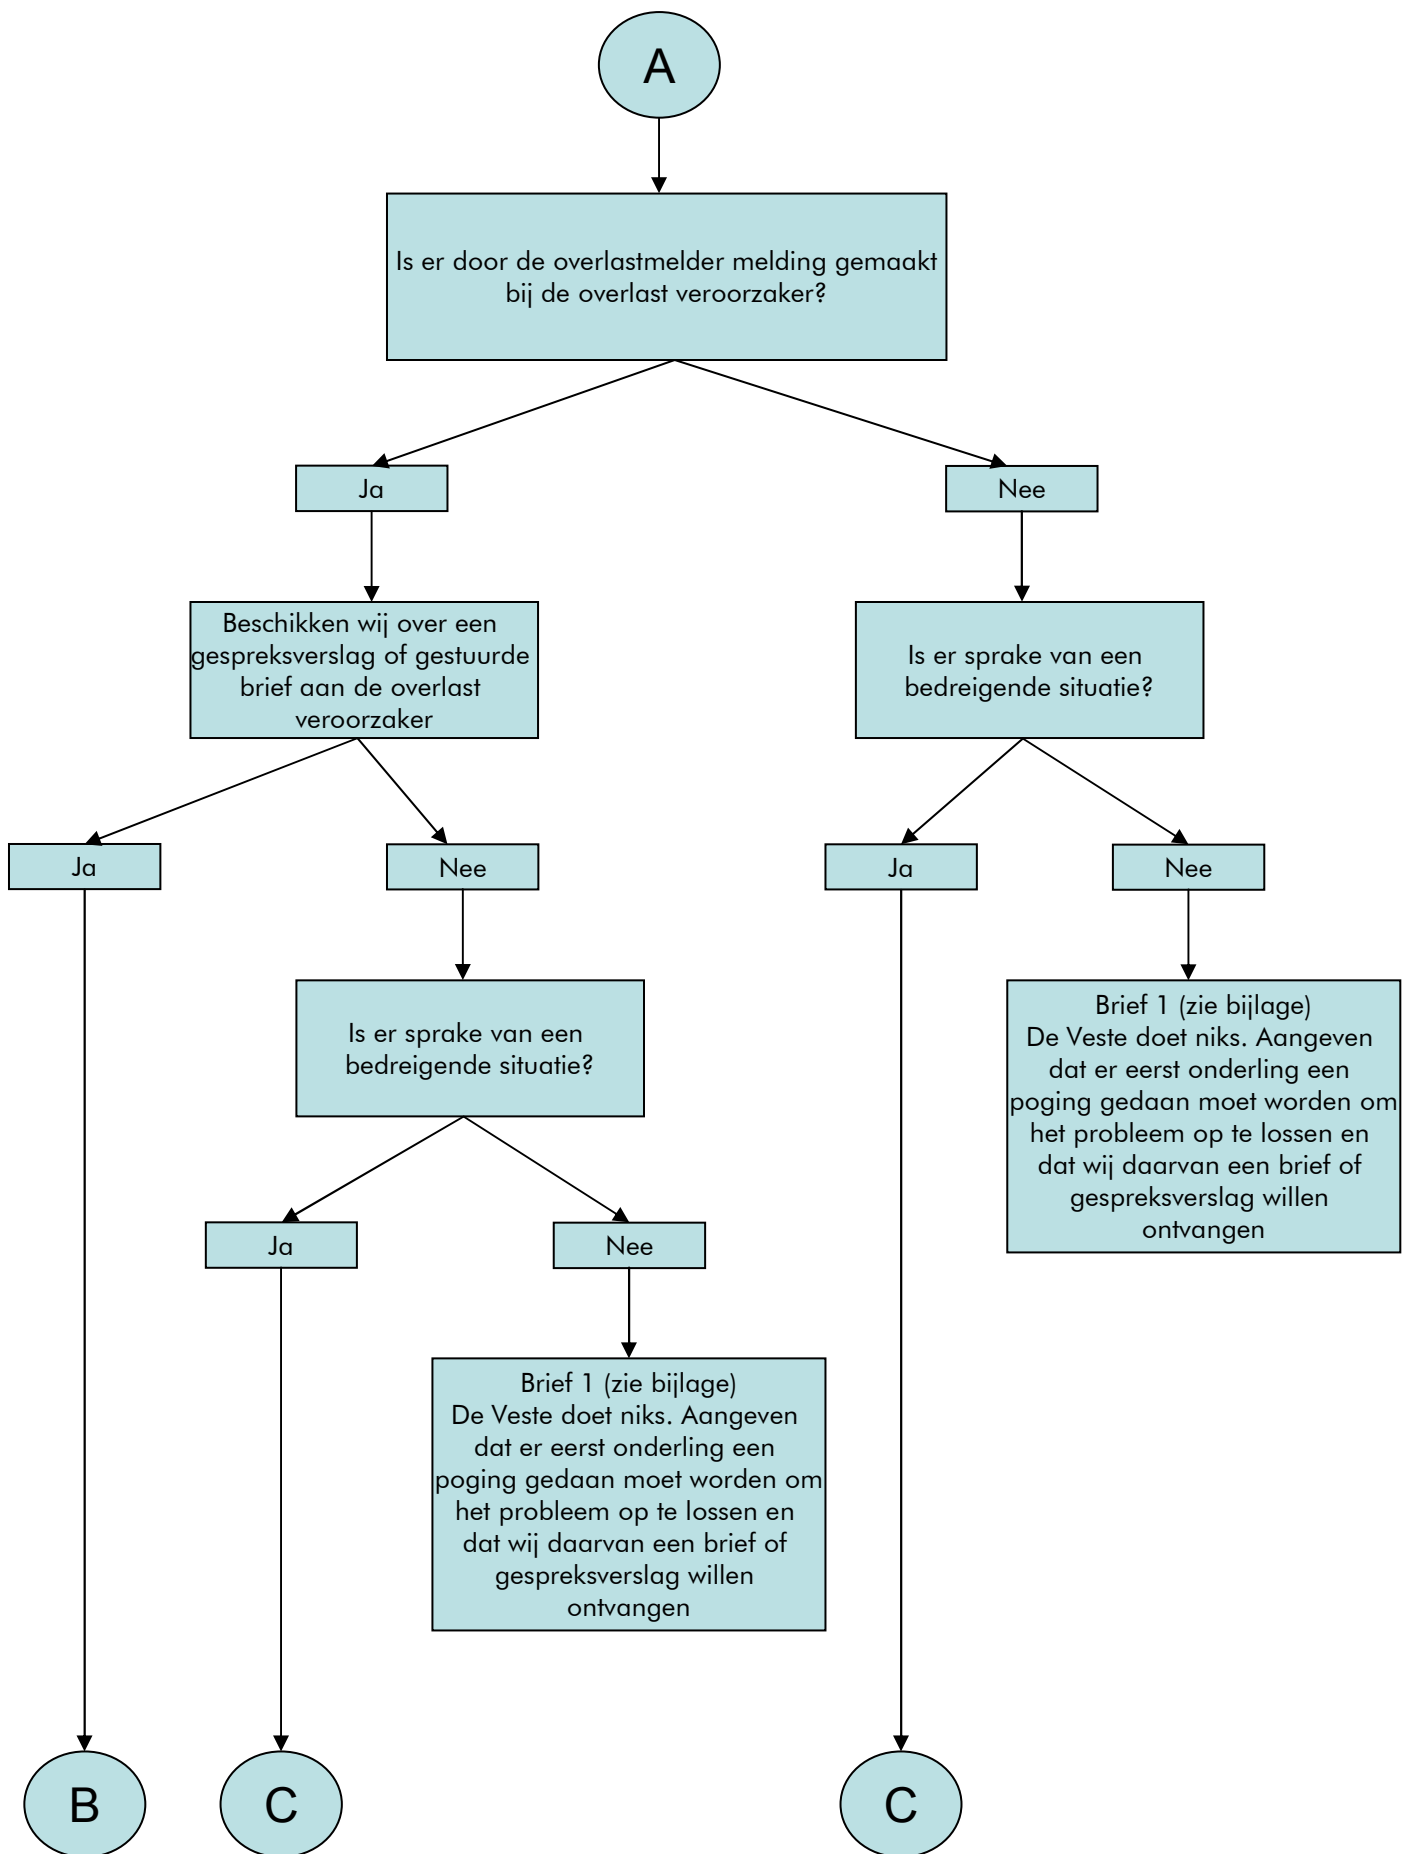 A
Is er door de overlastmelder melding gemaakt
bij de overlast veroorzaker?
Ja
Nee
Beschikken wij over een
gespreksverslag of gestuurde
brief aan de overlast
veroorzaker
Is er sprake van een
bedreigende situatie?
Ja
Nee
Ja
Nee
Is er sprake van een
bedreigende situatie?
Brief 1 (zie bijlage)
De Veste doet niks. Aangeven
dat er eerst onderling een
poging gedaan moet worden om
het probleem op te lossen en
dat wij daarvan een brief of
gespreksverslag willen
ontvangen
Ja
Nee
Brief 1 (zie bijlage)
De Veste doet niks. Aangeven
dat er eerst onderling een
poging gedaan moet worden om
het probleem op te lossen en
dat wij daarvan een brief of
gespreksverslag willen
ontvangen
B
C
C